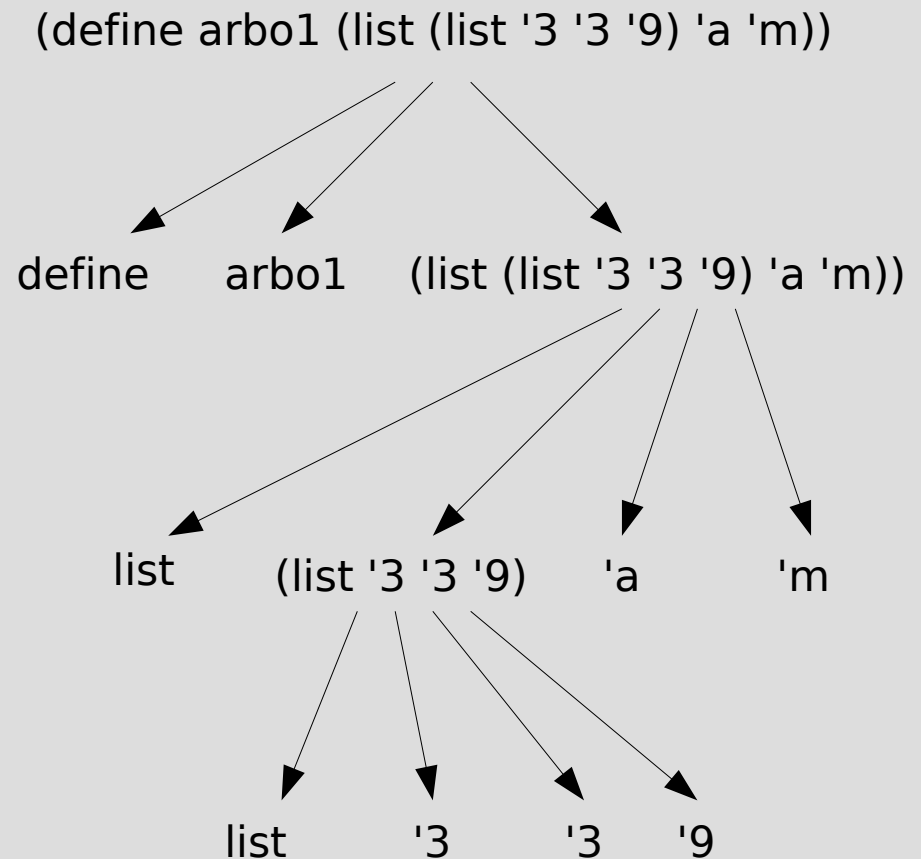 (define arbo1 (list (list '3 '3 '9) 'a 'm))
define arbo1 (list (list '3 '3 '9) 'a 'm))
list (list '3 '3 '9) 'a 'm
list '3 '3 '9